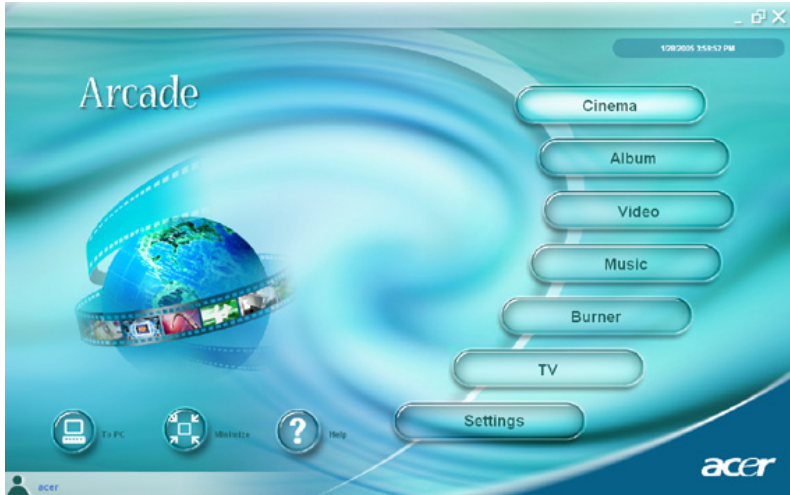 1/28/2005 3:59:52 PM
Arcade
Cinema
Album
Video
Music
Burner
TV
Settings
To PC
Minimize
? Help
acer
acer